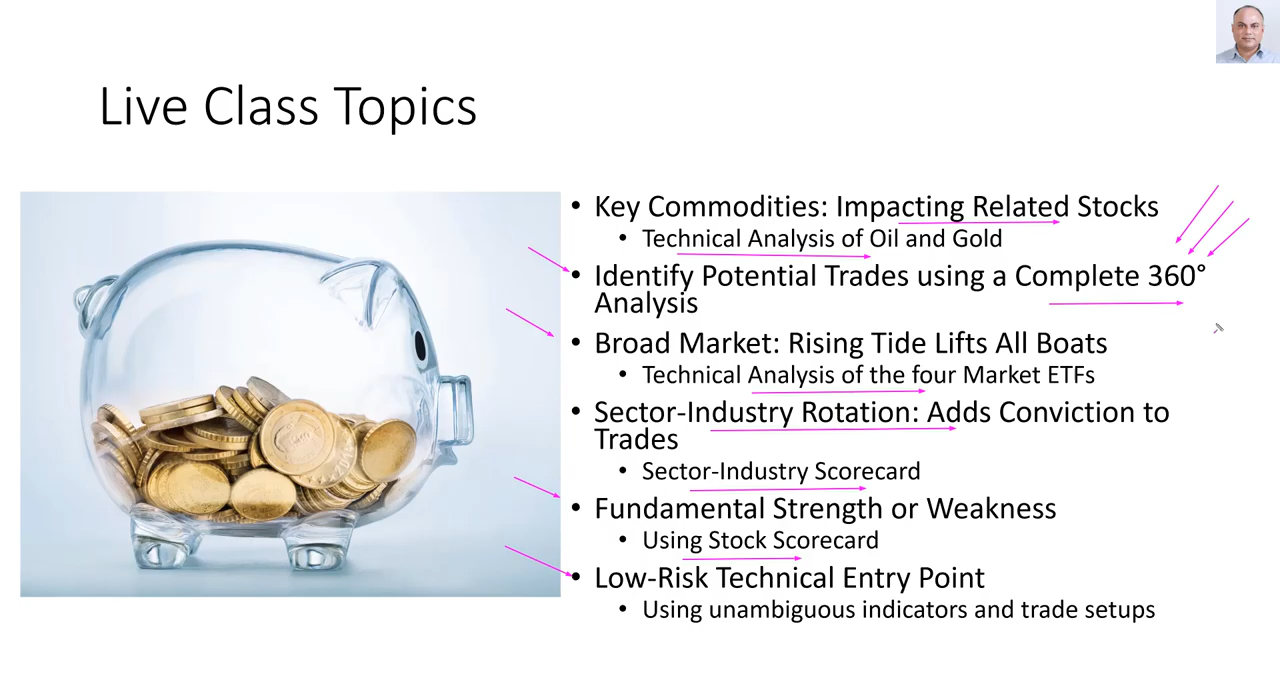 Live Class Topics
• Key Commodities: Impacting Related Stocks
• Technical Analysis of Oil and Gold
• Identify Potential Trades using a Complete 360°
Analysis
• Broad Market: Rising Tide Lifts All Boats
• Technical Analysis of the four Market ETFs
• Sector-Industry Rotation: Adds Conviction to
Trades
• Sector-Industry Scorecard
• Fundamental Strength or Weakness
• Using Stock Scorecard
• Low-Risk Technical Entry Point
• Using unambiguous indicators and trade setups